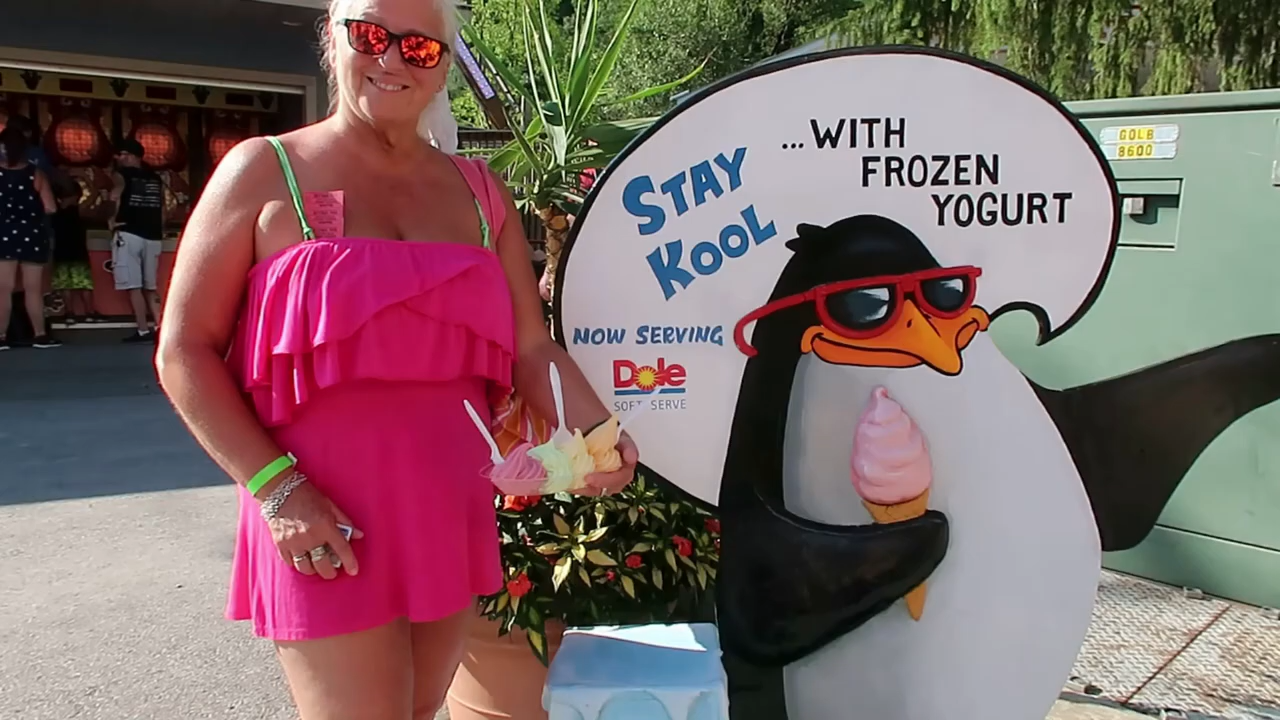 ...WITH
FROZEN
YOGURT
STAY
KOOL
NOW SERVING
Dole
SOFT SERVE
GOLB
8600